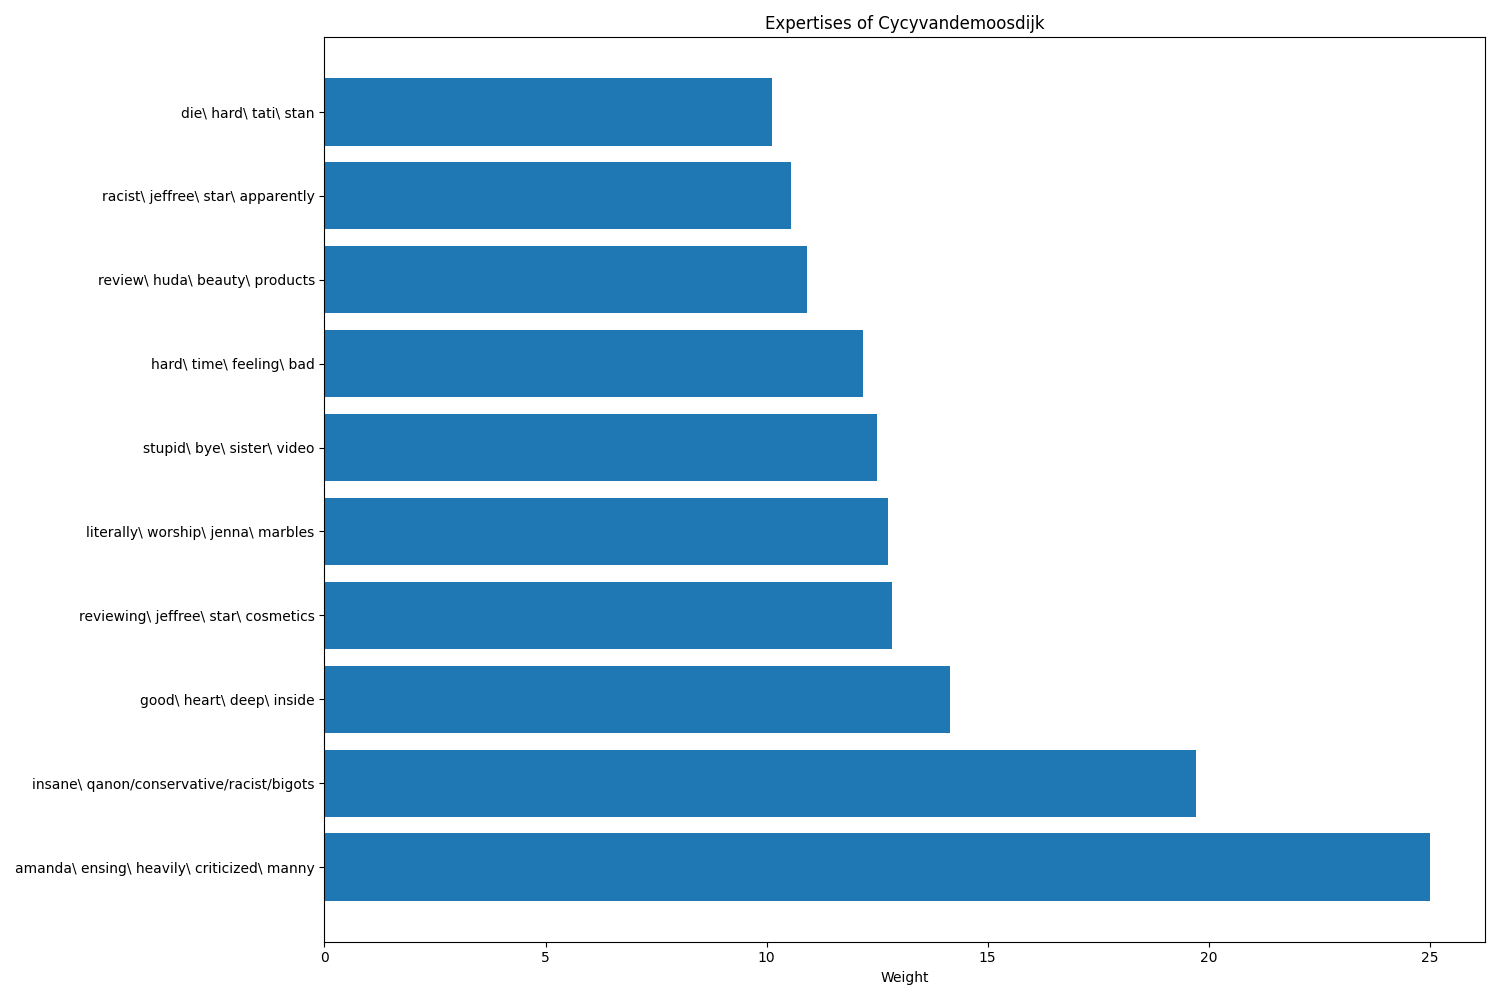 Expertises of Cycyvandemoosdijk
die\ hard\ tati\ stan
racist\ jeffree\ star\ apparently
review\ huda\ beauty\ products
hard\ time\ feeling\ bad
stupid\ bye\ sister\ video
literally\ worship\ jenna\ marbles
reviewing\ jeffree\ star\ cosmetics
good\ heart\ deep\ inside
insane\ qanon/conservative/racist/bigots
amanda\ ensing\ heavily\ criticized\ manny
0 5 10 15 20 25
Weight